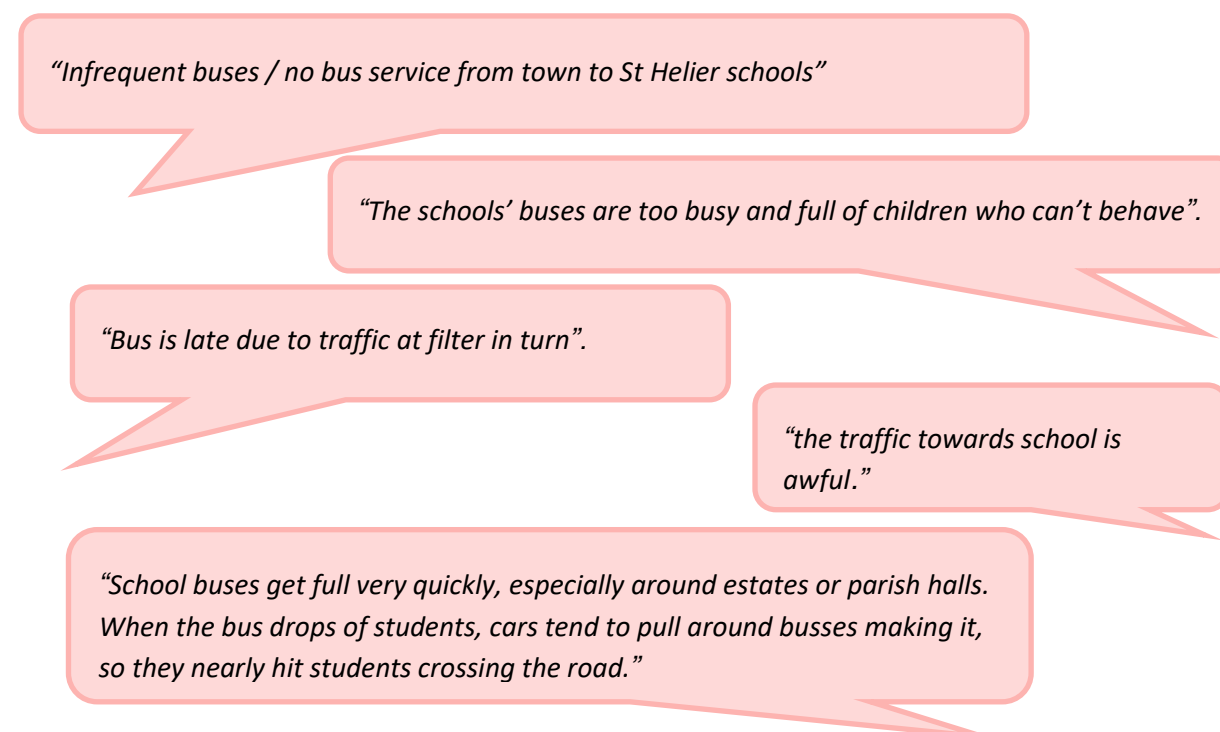 “Infrequent buses / no bus service from town to St Helier schools”
“The schools’ buses are too busy and full of children who can’t behave”.
“Bus is late due to traffic at filter in turn”.
“the traffic towards school is
awful.”
“School buses get full very quickly, especially around estates or parish halls.
When the bus drops of students, cars tend to pull around busses making it,
so they nearly hit students crossing the road.”